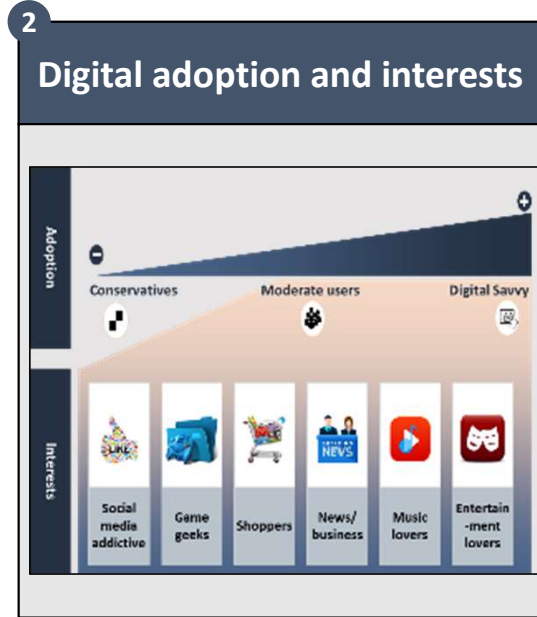 2
Digital adoption and interests
Adoption
Conservatives
Moderate users
Digital Savvy
Interests
LIKE
NEWS
Social
media
addictive
Game
geeks
Shoppers
News/
business
Music
lovers
Entertain
-ment
lovers